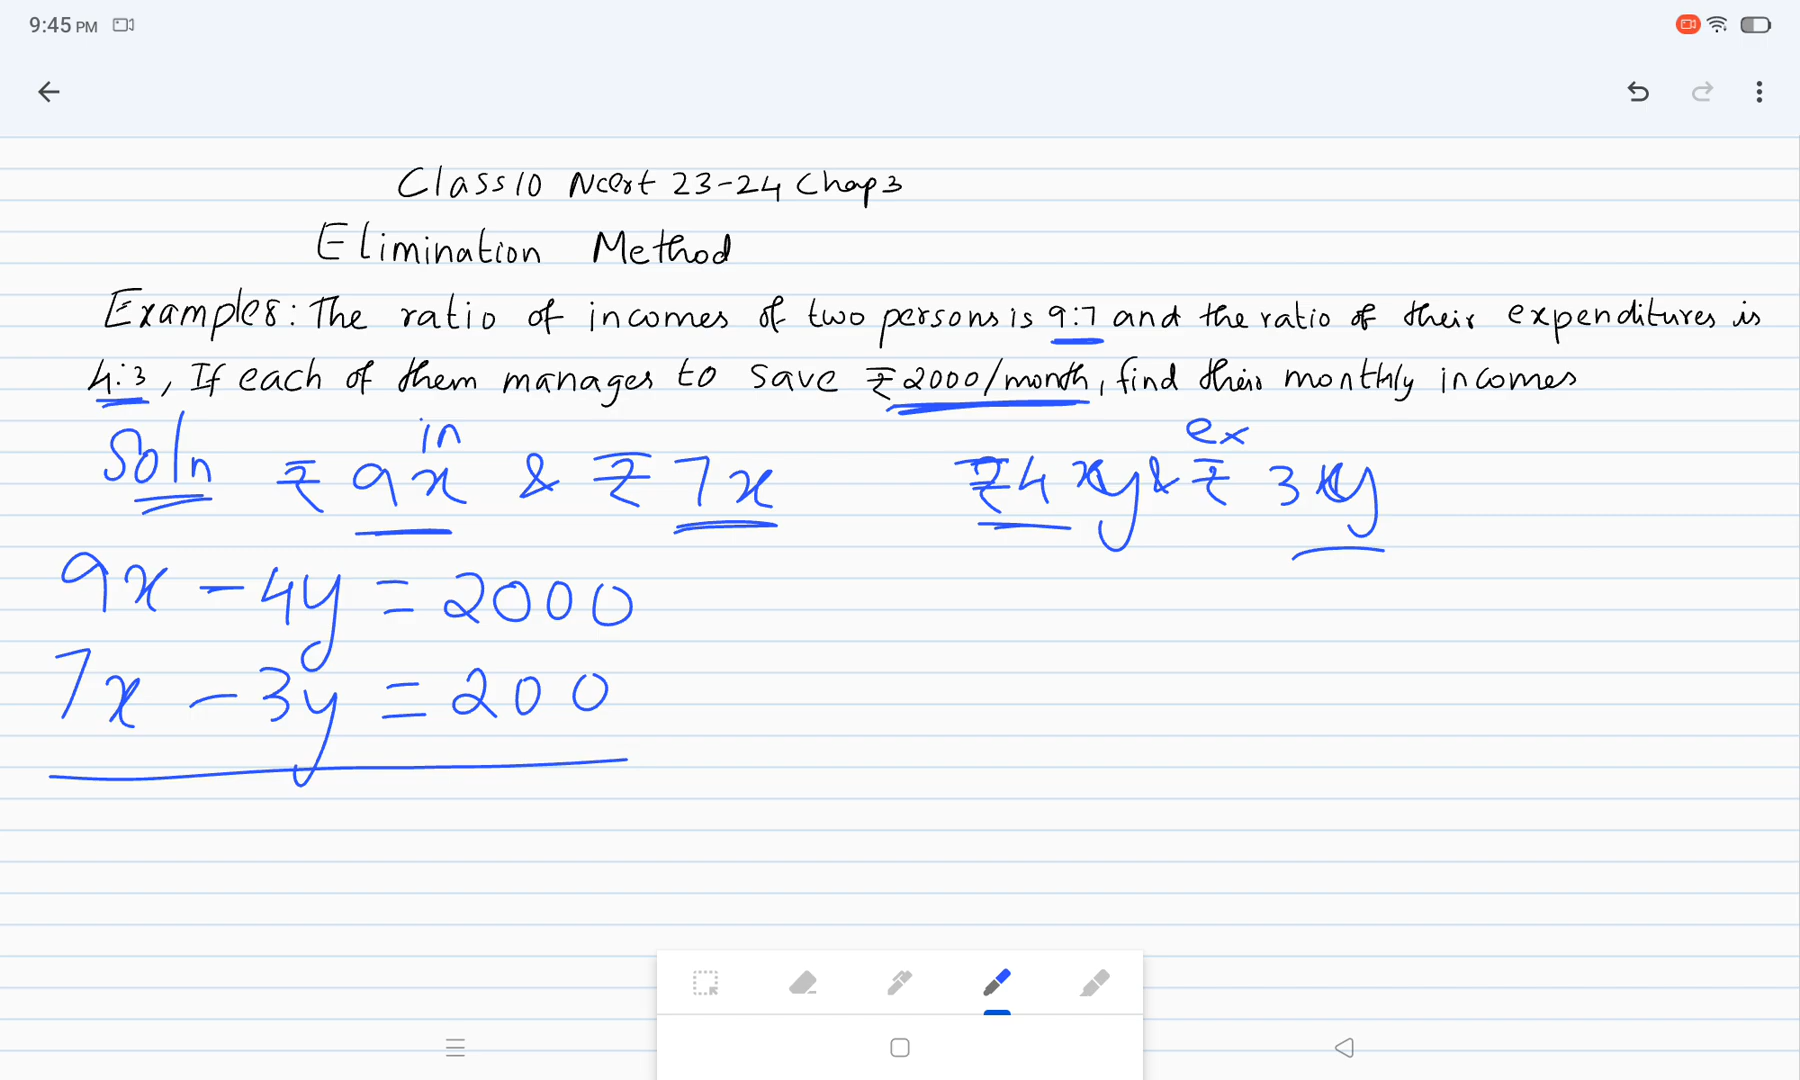 9:45 PM
Class 10 Ncert 23-24 Chap 3
Elimination Method
Example 8: The ratio of incomes of two persons is 9:7 and the ratio of their expenditures is
4:3, If each of them manages to save ₹2000/month, find their monthly incomes
in ex
Soln ₹ 9x & ₹ 7x ₹4 y & ₹ 3 y
9x - 4y = 2000
7x - 3y = 200